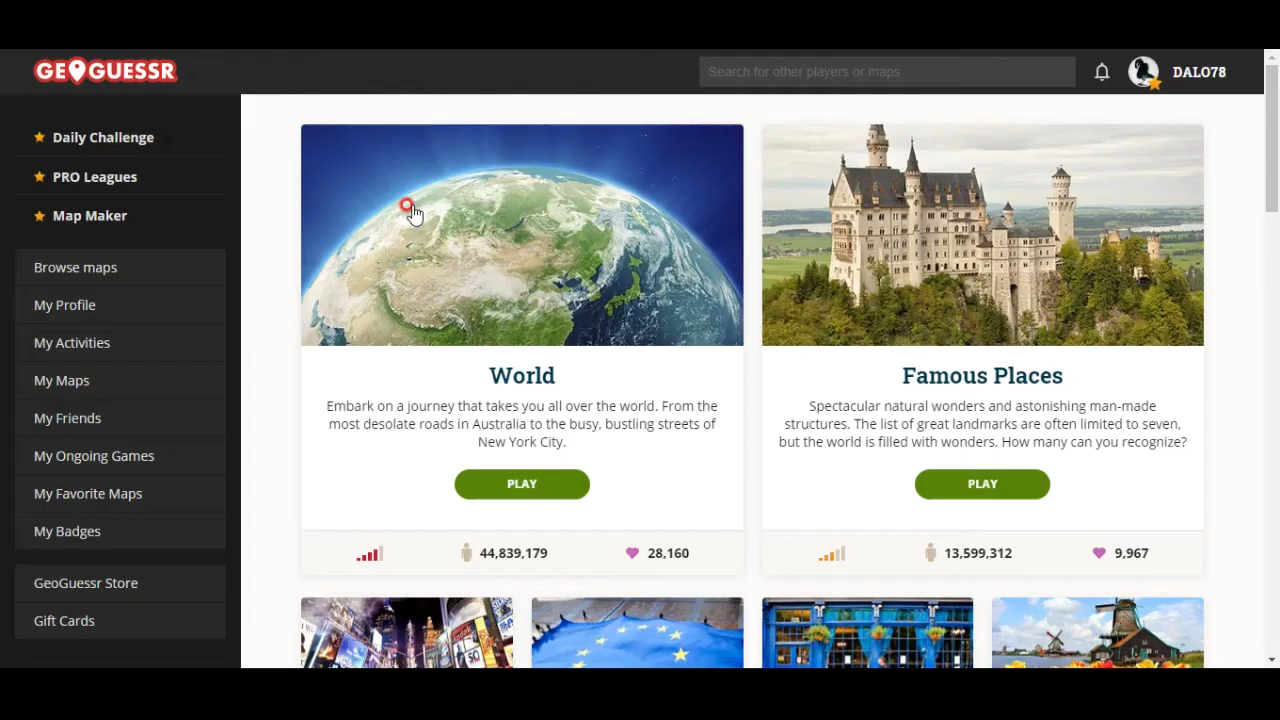 GEOGUESSR
Search for other players or maps
DALO78
Daily Challenge
PRO Leagues
Map Maker
Browse maps
My Profile
My Activities
My Maps
My Friends
My Ongoing Games
My Favorite Maps
My Badges
GeoGuessr Store
Gift Cards
World
Embark on a journey that takes you all over the world. From the
most desolate roads in Australia to the busy, bustling streets of
New York City.
PLAY
44,839,179
28,160
Famous Places
Spectacular natural wonders and astonishing man-made
structures. The list of great landmarks are often limited to seven,
but the world is filled with wonders. How many can you recognize?
PLAY
13,599,312
9,967